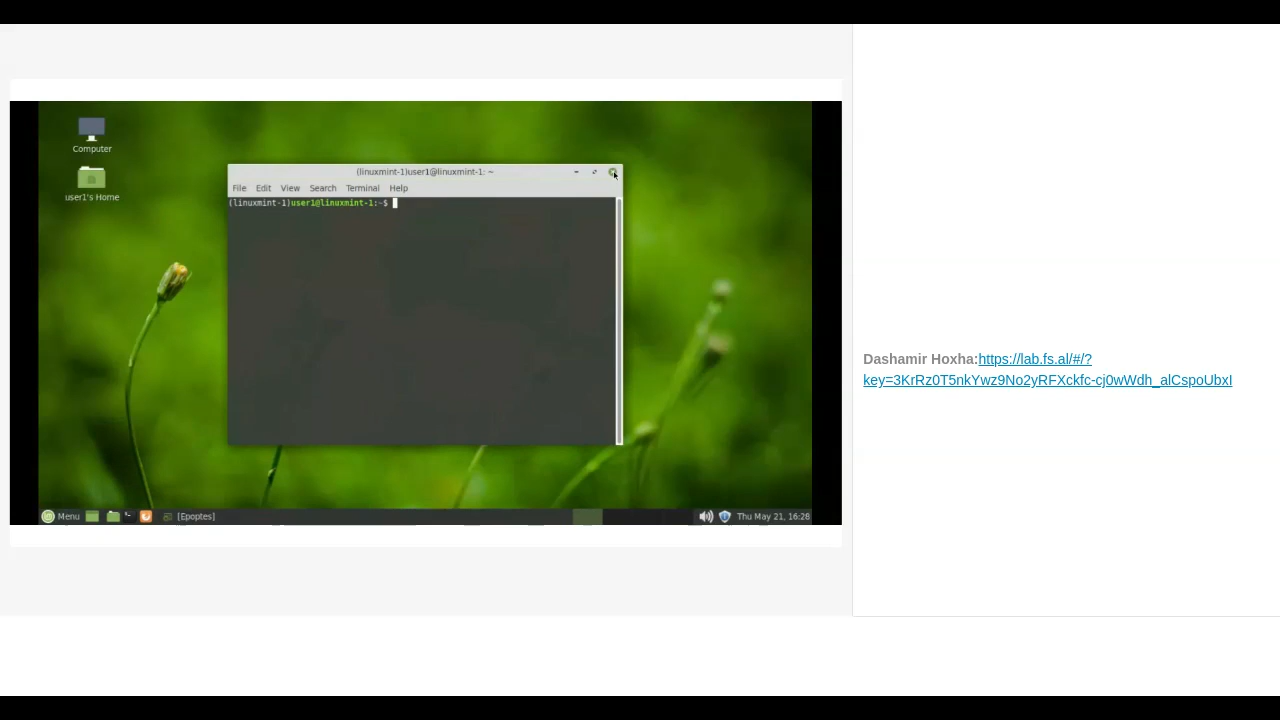 Computer
user1's Home
(linuxmint-1)user1@linuxmint-1: ~
File Edit View Search Terminal Help
(linuxmint-1)user1@linuxmint-1:~$
Menu [Epoptes] Thu May 21, 16:28
Dashamir Hoxha:https://lab.fs.al/#/?
key=3KrRz0T5nkYwz9No2yRFXckfc-cj0wWdh_alCspoUbxI